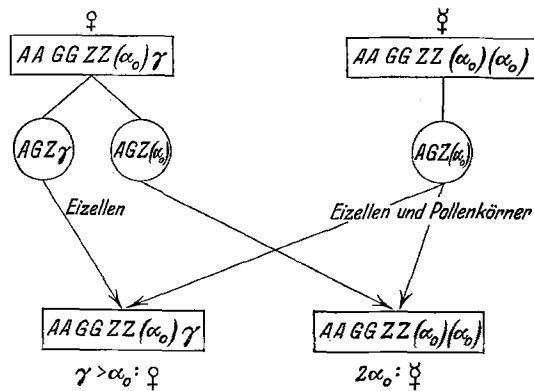 ♀ ☿
AA GG ZZ (α₀) γ AA GG ZZ (α₀)(α₀)
AGZγ AGZ(α₀) AGZ(α₀)
Eizellen Eizellen und Pollenkörner
AA GG ZZ (α₀) γ AA GG ZZ (α₀)(α₀)
γ > α₀ : ♀ 2α₀ : ☿